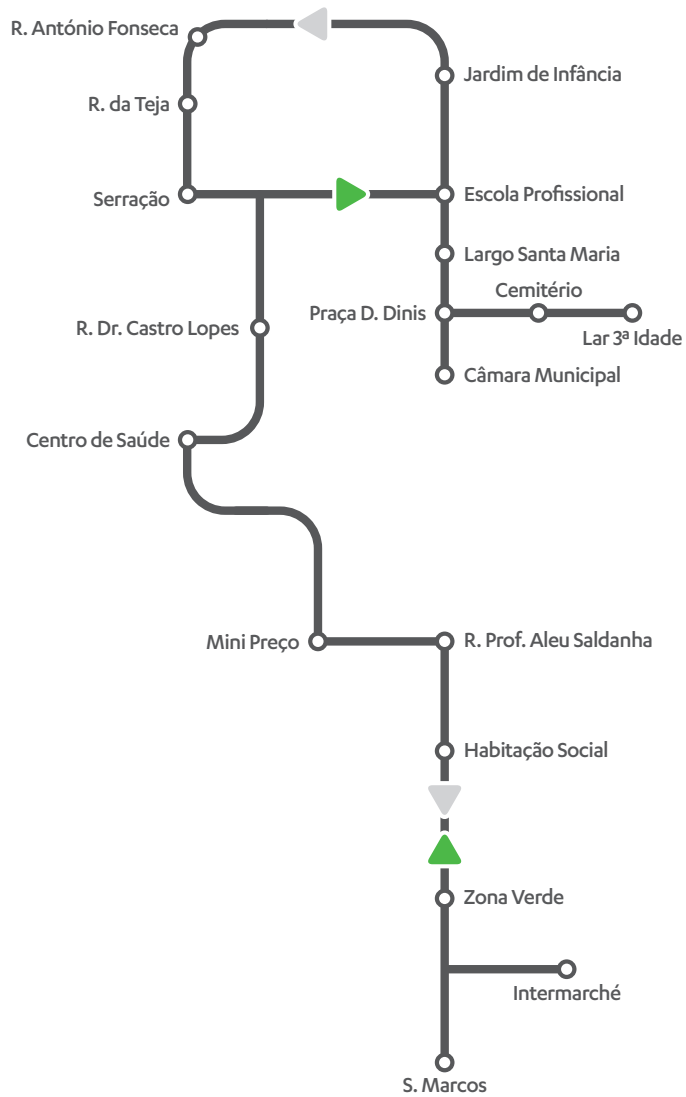 R. António Fonseca
Jardim de Infância
R. da Teja
Serração
Escola Profissional
Largo Santa Maria
Cemitério
Praça D. Dinis
R. Dr. Castro Lopes
Lar 3ª Idade
Câmara Municipal
Centro de Saúde
Mini Preço
R. Prof. Aleu Saldanha
Habitação Social
Zona Verde
Intermarché
S. Marcos